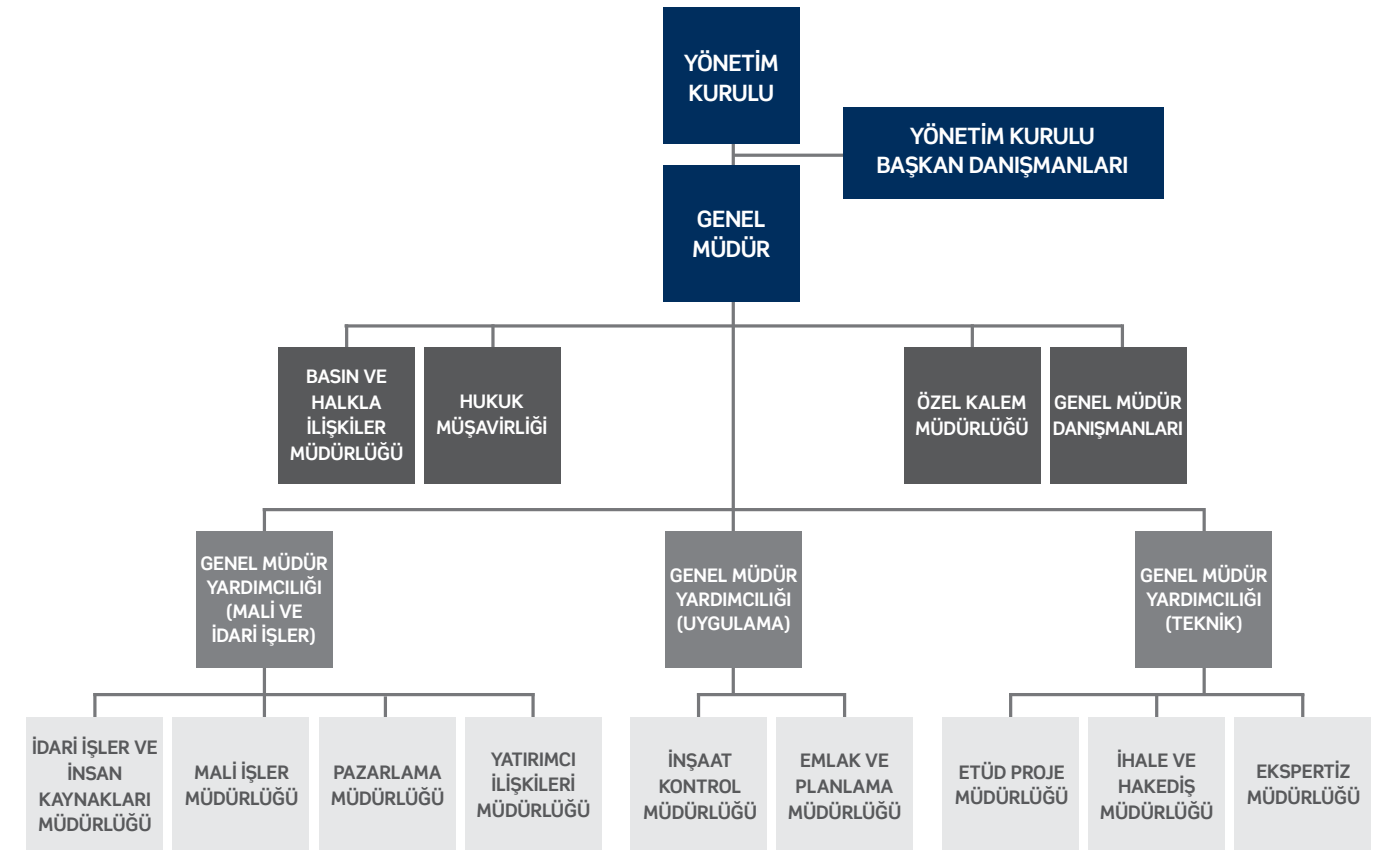 YÖNETİM
KURULU
YÖNETİM KURULU
BAŞKAN DANIŞMANLARI
GENEL
MÜDÜR
BASIN VE
HALKLA
İLİŞKİLER
MÜDÜRLÜĞÜ
HUKUK
MÜŞAVİRLİĞİ
ÖZEL KALEM
MÜDÜRLÜĞÜ
GENEL MÜDÜR
DANIŞMANLARI
GENEL MÜDÜR
YARDIMCILIĞI
(MALİ VE
İDARİ İŞLER)
GENEL MÜDÜR
YARDIMCILIĞI
(UYGULAMA)
GENEL MÜDÜR
YARDIMCILIĞI
(TEKNİK)
İDARİ İŞLER VE
İNSAN
KAYNAKLARI
MÜDÜRLÜĞÜ
MALİ İŞLER
MÜDÜRLÜĞÜ
PAZARLAMA
MÜDÜRLÜĞÜ
YATIRIMCI
İLİŞKİLERİ
MÜDÜRLÜĞÜ
İNŞAAT
KONTROL
MÜDÜRLÜĞÜ
EMLAK VE
PLANLAMA
MÜDÜRLÜĞÜ
ETÜD PROJE
MÜDÜRLÜĞÜ
İHALE VE
HAKEDİŞ
MÜDÜRLÜĞÜ
EKSPERTİZ
MÜDÜRLÜĞÜ